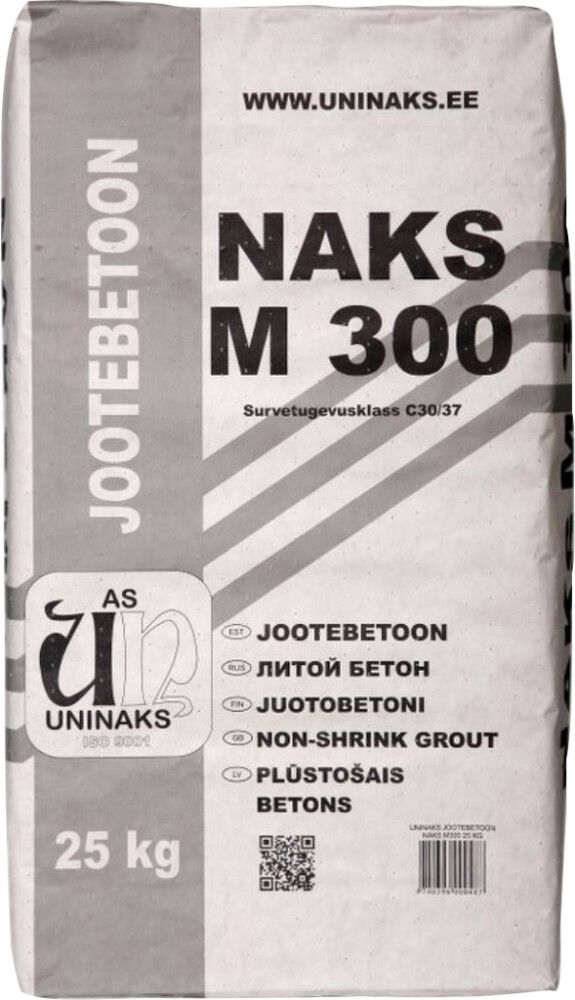 WWW.UNINAKS.EE
JOOTEBETOON
NAKS
M 300
Survetugevusklass C30/37
AS
UNINAKS
ISO 9001
EST JOOTEBETOON
RUS ЛИТОЙ БЕТОН
FIN JUOTOBETONI
GB NON-SHRINK GROUT
LV PLŪSTOŠAIS
BETONS
25 kg
UNINAKS JOOTEBETOON
NAKS M300 25 KG